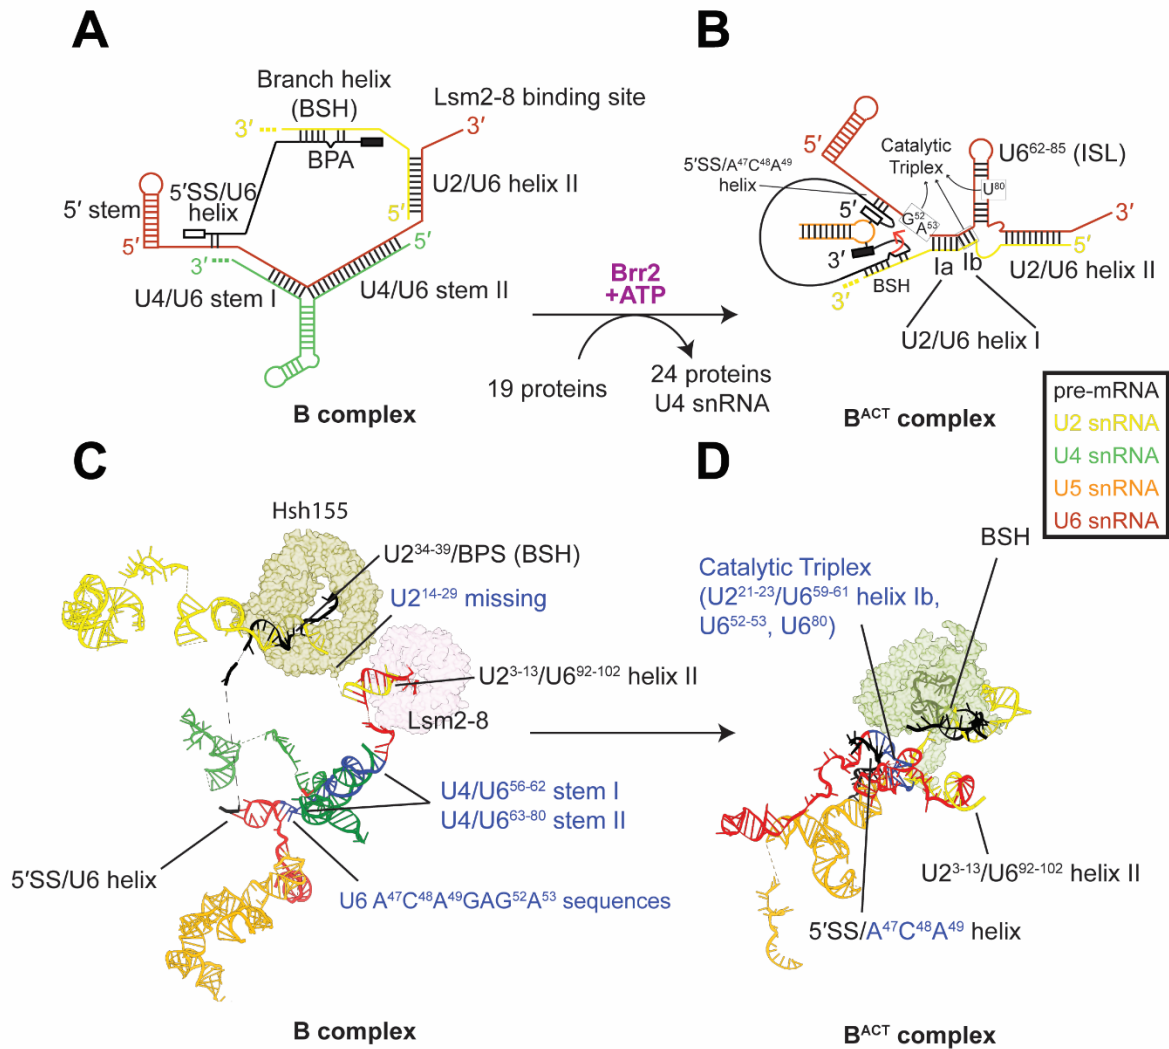 A
Branch helix
(BSH)
Lsm2-8 binding site
3′
3′
BPA
5′SS/U6
helix
U2/U6 helix II
5′ stem
5′
5′
5′
3′
U4/U6 stem I
U4/U6 stem II
B complex
Brr2
+ATP
19 proteins
24 proteins
U4 snRNA
B
5′
Catalytic
Triplex
U6⁶²⁻⁸⁵ (ISL)
5′SS/A⁴⁷C⁴⁸A⁴⁹
helix
U⁸⁰
5′
G⁵²
A⁵³
3′
3′
5′
Ia
Ib
BSH
U2/U6 helix II
3′
U2/U6 helix I
Bᴬᶜᵀ complex
pre-mRNA
U2 snRNA
U4 snRNA
U5 snRNA
U6 snRNA
C
Hsh155
U2³⁴⁻³⁹/BPS (BSH)
U2¹⁴⁻²⁹ missing
U2³⁻¹³/U6⁹²⁻¹⁰² helix II
Lsm2-8
U4/U6⁵⁶⁻⁶² stem I
U4/U6⁶³⁻⁸⁰ stem II
5′SS/U6 helix
U6 A⁴⁷C⁴⁸A⁴⁹GAG⁵²A⁵³ sequences
B complex
D
BSH
Catalytic Triplex
(U2²¹⁻²³/U6⁵⁹⁻⁶¹ helix Ib,
U6⁵²⁻⁵³, U6⁸⁰)
U2³⁻¹³/U6⁹²⁻¹⁰² helix II
5′SS/A⁴⁷C⁴⁸A⁴⁹ helix
Bᴬᶜᵀ complex